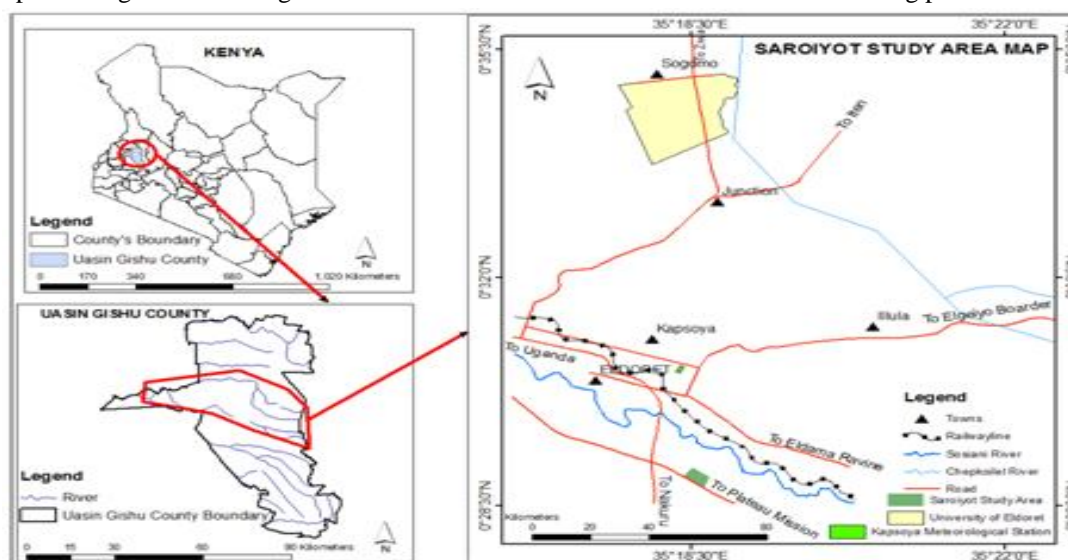 KENYA
Legend
County's Boundary
Uasin Gishu County
0 170 340 680 1,020 Kilometers
N
UASIN GISHU COUNTY
Legend
River
Uasin Gishu County Boundary
0 15 30 60 90 Kilometers
N
35°18'30"E 35°22'0"E
SAROIYOT STUDY AREA MAP
0°35'30"N
N
Sogomo
To Iten
Junction
0°32'0"N
Kapsoya
Illula
To Elgeiyo Boarder
To Uganda
ELDORET
To Eldama Ravine
To Nakuru
To Plateau Mission
0°28'30"N
Legend
Towns
Railwayline
Sosiani River
Chepkoilel River
Road
Saroiyot Study Area
University of Eldoret
Kapsoya Meteorological Station
Kilometers
0 20 40 80
35°18'30"E 35°22'0"E